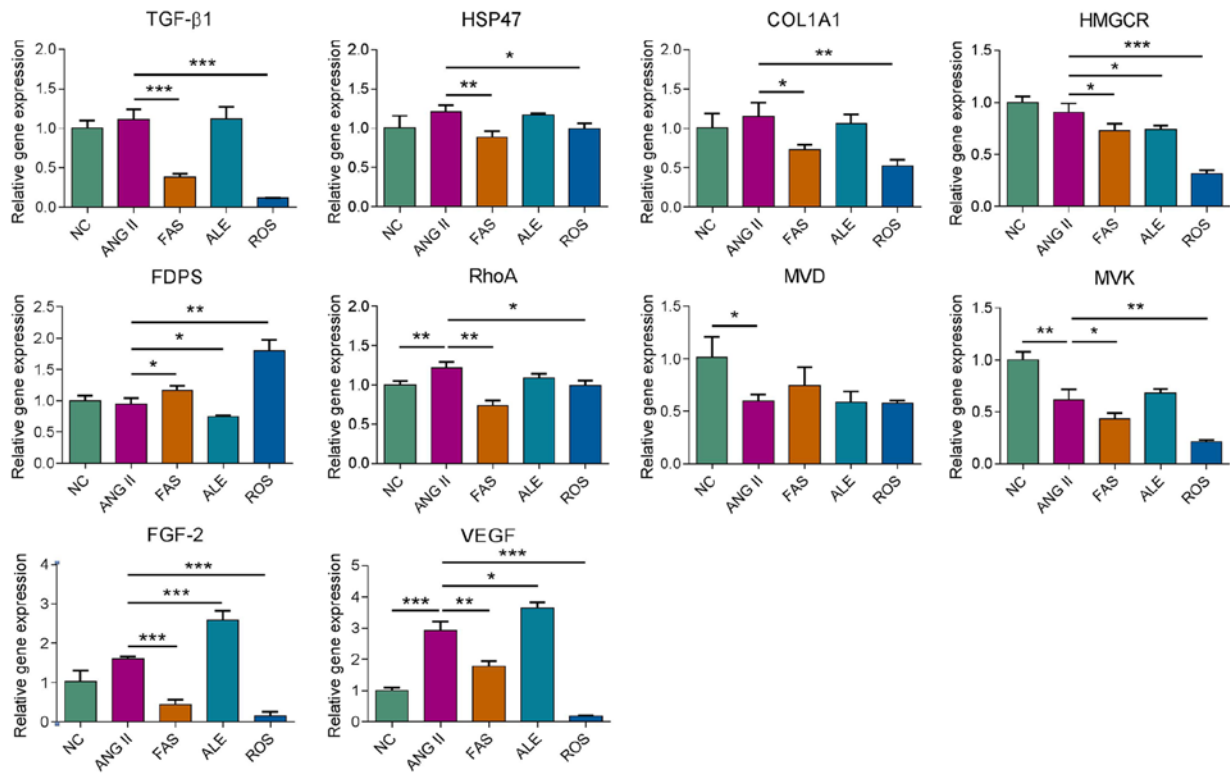 TGF-β1
***
***
Relative gene expression
2.0
1.5
1.0
0.5
0.0
NC
ANG II
FAS
ALE
ROS
HSP47
*
**
Relative gene expression
2.0
1.5
1.0
0.5
0.0
NC
ANG II
FAS
ALE
ROS
COL1A1
**
*
Relative gene expression
2.0
1.5
1.0
0.5
0.0
NC
ANG II
FAS
ALE
ROS
HMGCR
***
*
*
Relative gene expression
1.5
1.0
0.5
0.0
NC
ANG II
FAS
ALE
ROS
FDPS
**
*
*
Relative gene expression
2.5
2.0
1.5
1.0
0.5
0.0
NC
ANG II
FAS
ALE
ROS
RhoA
*
** **
Relative gene expression
2.0
1.5
1.0
0.5
0.0
NC
ANG II
FAS
ALE
ROS
MVD
*
Relative gene expression
1.5
1.0
0.5
0.0
NC
ANG II
FAS
ALE
ROS
MVK
**
** *
Relative gene expression
1.5
1.0
0.5
0.0
NC
ANG II
FAS
ALE
ROS
FGF-2
***
***
***
Relative gene expression
4
3
2
1
0
NC
ANG II
FAS
ALE
ROS
VEGF
***
*
*** **
Relative gene expression
5
4
3
2
1
0
NC
ANG II
FAS
ALE
ROS